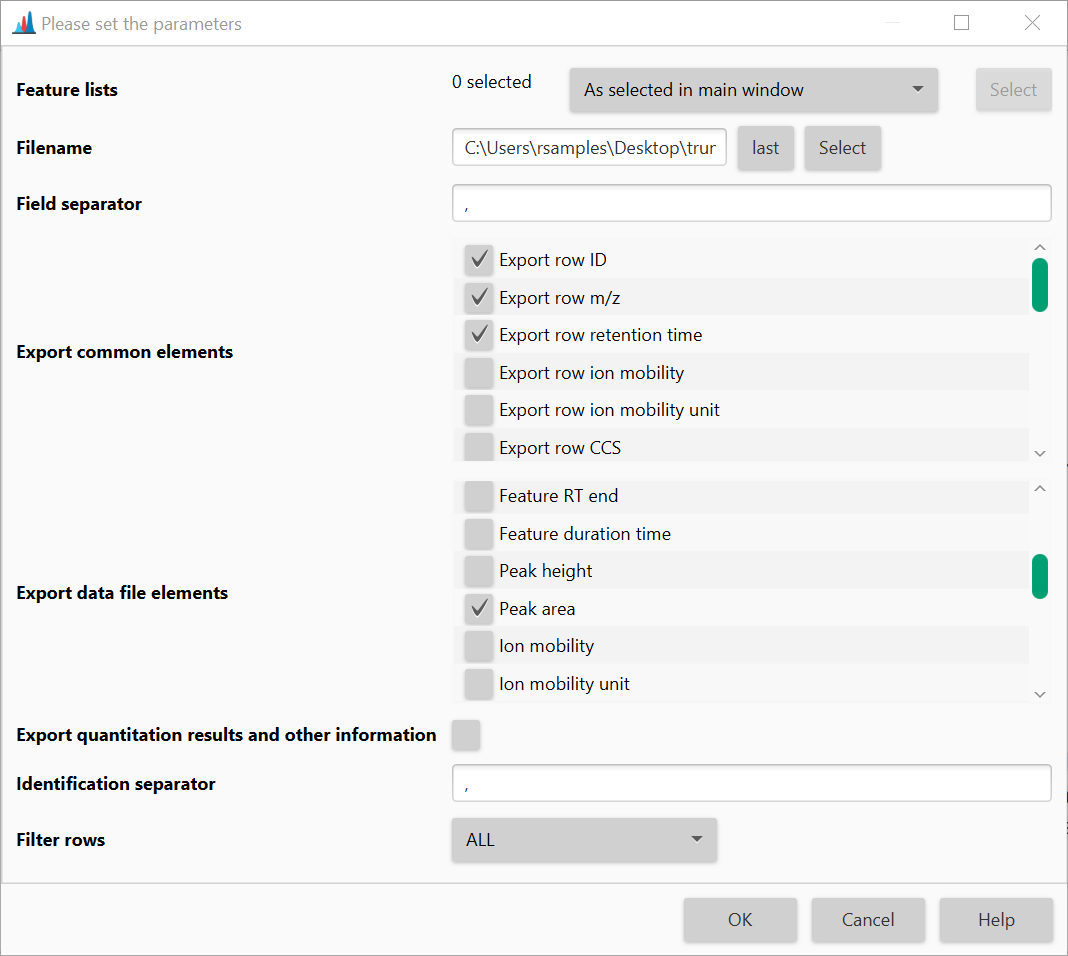 Please set the parameters
Feature lists 0 selected As selected in main window Select
Filename C:\Users\rsamples\Desktop\trur last Select
Field separator ,
Export common elements
Export row ID
Export row m/z
Export row retention time
Export row ion mobility
Export row ion mobility unit
Export row CCS
Export data file elements
Feature RT end
Feature duration time
Peak height
Peak area
Ion mobility
Ion mobility unit
Export quantitation results and other information
Identification separator ,
Filter rows ALL
OK Cancel Help